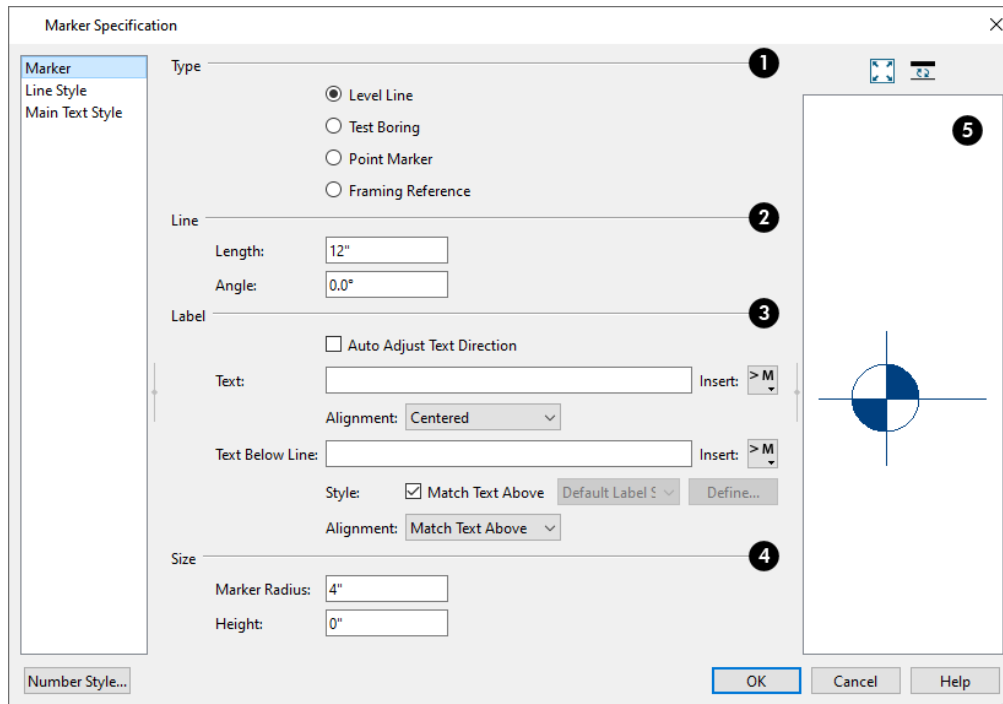 Marker Specification
Marker
Line Style
Main Text Style
Type 1
Level Line
Test Boring
Point Marker
Framing Reference
Line 2
Length: 12"
Angle: 0.0°
Label 3
Auto Adjust Text Direction
Text: Insert: > M
Alignment: Centered
Text Below Line: Insert: > M
Style: Match Text Above Default Label S Define...
Alignment: Match Text Above
Size 4
Marker Radius: 4"
Height: 0"
5
Number Style... OK Cancel Help